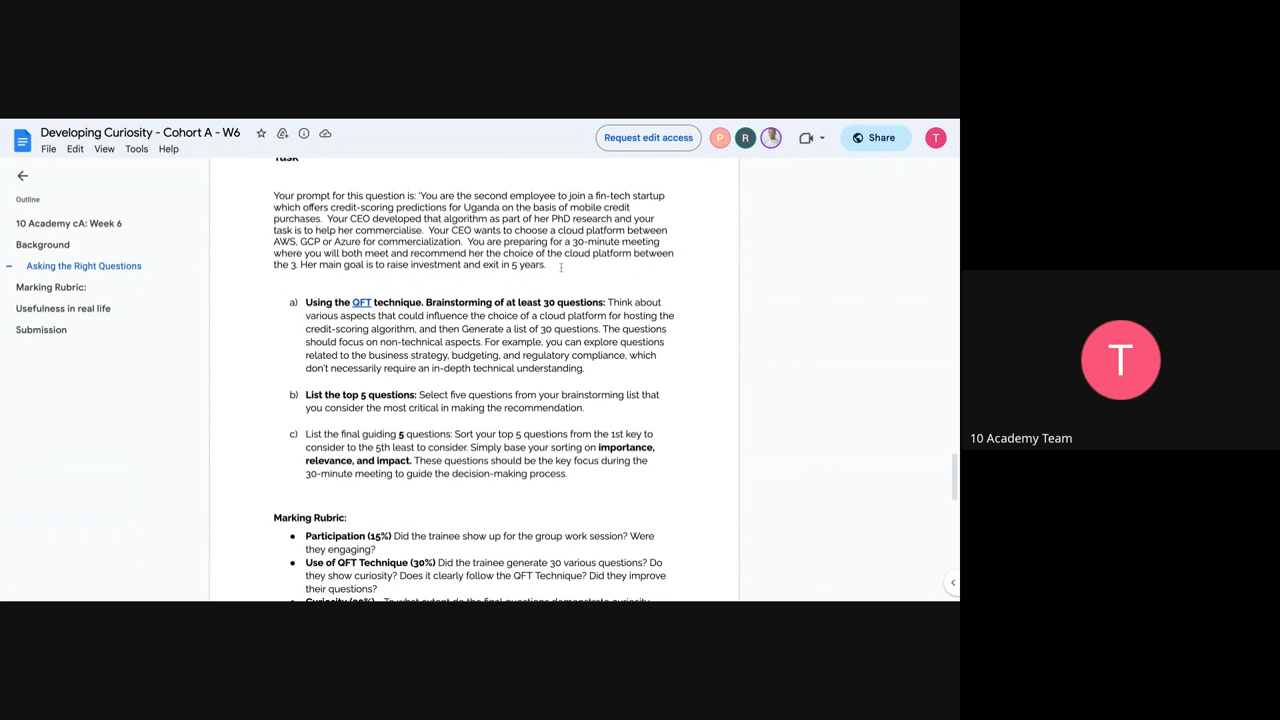 Developing Curiosity - Cohort A - W6
File Edit View Tools Help
Request edit access
P
R
Share
T
Outline
10 Academy cA: Week 6
Background
Asking the Right Questions
Marking Rubric:
Usefulness in real life
Submission
Task
Your prompt for this question is: 'You are the second employee to join a fin-tech startup
which offers credit-scoring predictions for Uganda on the basis of mobile credit
purchases. Your CEO developed that algorithm as part of her PhD research and your
task is to help her commercialise. Your CEO wants to choose a cloud platform between
AWS, GCP or Azure for commercialization. You are preparing for a 30-minute meeting
where you will both meet and recommend her the choice of the cloud platform between
the 3. Her main goal is to raise investment and exit in 5 years.
a) Using the QFT technique. Brainstorming of at least 30 questions: Think about
various aspects that could influence the choice of a cloud platform for hosting the
credit-scoring algorithm, and then Generate a list of 30 questions. The questions
should focus on non-technical aspects. For example, you can explore questions
related to the business strategy, budgeting, and regulatory compliance, which
don't necessarily require an in-depth technical understanding.
b) List the top 5 questions: Select five questions from your brainstorming list that
you consider the most critical in making the recommendation.
c) List the final guiding 5 questions: Sort your top 5 questions from the 1st key to
consider to the 5th least to consider. Simply base your sorting on importance,
relevance, and impact. These questions should be the key focus during the
30-minute meeting to guide the decision-making process.
Marking Rubric:
● Participation (15%) Did the trainee show up for the group work session? Were
they engaging?
● Use of QFT Technique (30%) Did the trainee generate 30 various questions? Do
they show curiosity? Does it clearly follow the QFT Technique? Did they improve
their questions?
T
10 Academy Team